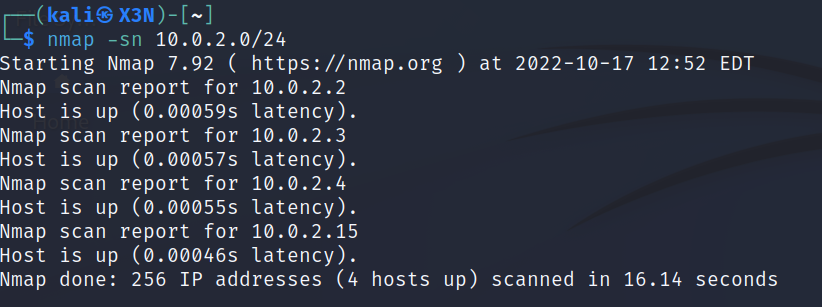 ┌──(kali㉿X3N)-[~]
└─$ nmap -sn 10.0.2.0/24
Starting Nmap 7.92 ( https://nmap.org ) at 2022-10-17 12:52 EDT
Nmap scan report for 10.0.2.2
Host is up (0.00059s latency).
Nmap scan report for 10.0.2.3
Host is up (0.00057s latency).
Nmap scan report for 10.0.2.4
Host is up (0.00055s latency).
Nmap scan report for 10.0.2.15
Host is up (0.00046s latency).
Nmap done: 256 IP addresses (4 hosts up) scanned in 16.14 seconds